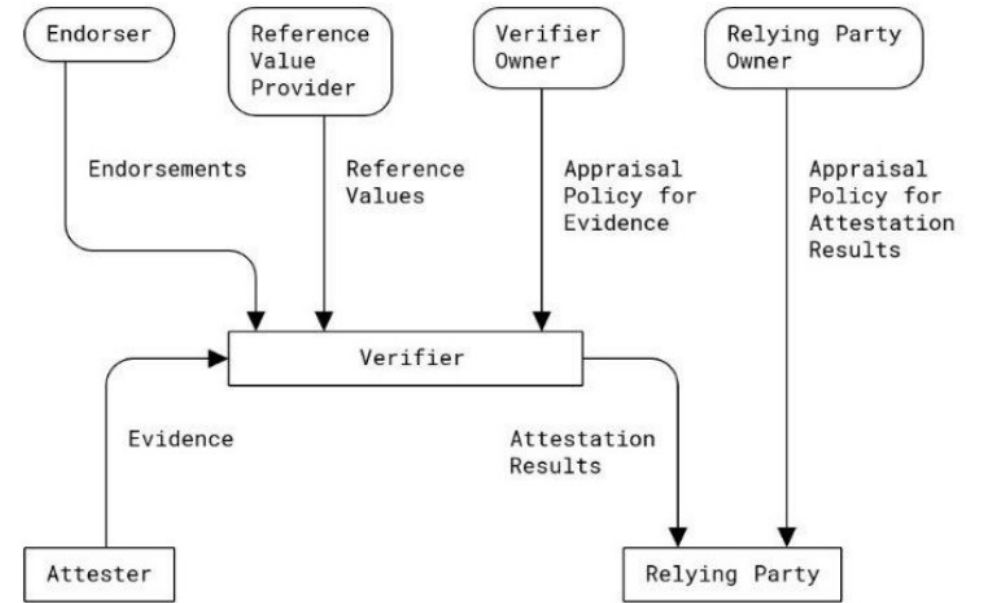 Endorser
Reference
Value
Provider
Verifier
Owner
Relying Party
Owner
Endorsements
Reference
Values
Appraisal
Policy for
Evidence
Appraisal
Policy for
Attestation
Results
Verifier
Evidence
Attestation
Results
Attester
Relying Party